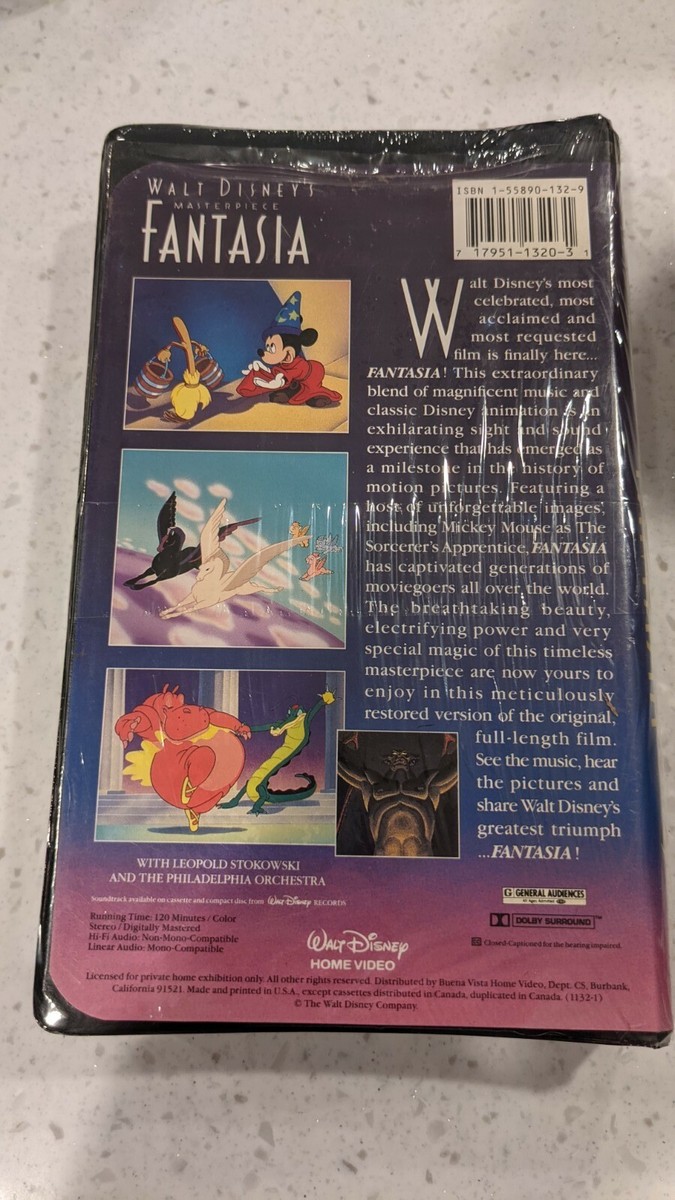 WALT DISNEY'S
MASTERPIECE
FANTASIA
ISBN 1-55890-132-9
7 17951-1320-3 1
Walt Disney's most
celebrated, most
acclaimed and
most requested
film is finally here...
FANTASIA! This extraordinary
blend of magnificent music and
classic Disney animation is an
exhilarating sight and sound
experience that has emerged as
a milestone in the history of
motion pictures. Featuring a
host of unforgettable images,
including Mickey Mouse as The
Sorcerer's Apprentice, FANTASIA
has captivated generations of
moviegoers all over the world.
The breathtaking beauty,
electrifying power and very
special magic of this timeless
masterpiece are now yours to
enjoy in this meticulously
restored version of the original,
full-length film.
See the music, hear
the pictures and
share Walt Disney's
greatest triumph
...FANTASIA!
WITH LEOPOLD STOKOWSKI
AND THE PHILADELPHIA ORCHESTRA
Soundtrack available on cassette and compact disc from Walt Disney RECORDS
Running Time: 120 Minutes / Color
Stereo / Digitally Mastered
Hi-Fi Audio: Non-Mono-Compatible
Linear Audio: Mono-Compatible
WALT DISNEY
HOME VIDEO
G GENERAL AUDIENCES
All Ages Admitted
DOLBY SURROUND™
Closed-Captioned for the hearing impaired.
Licensed for private home exhibition only. All other rights reserved. Distributed by Buena Vista Home Video, Dept. CS, Burbank,
California 91521. Made and printed in U.S.A., except cassettes distributed in Canada, duplicated in Canada. (1132-1)
© The Walt Disney Company.